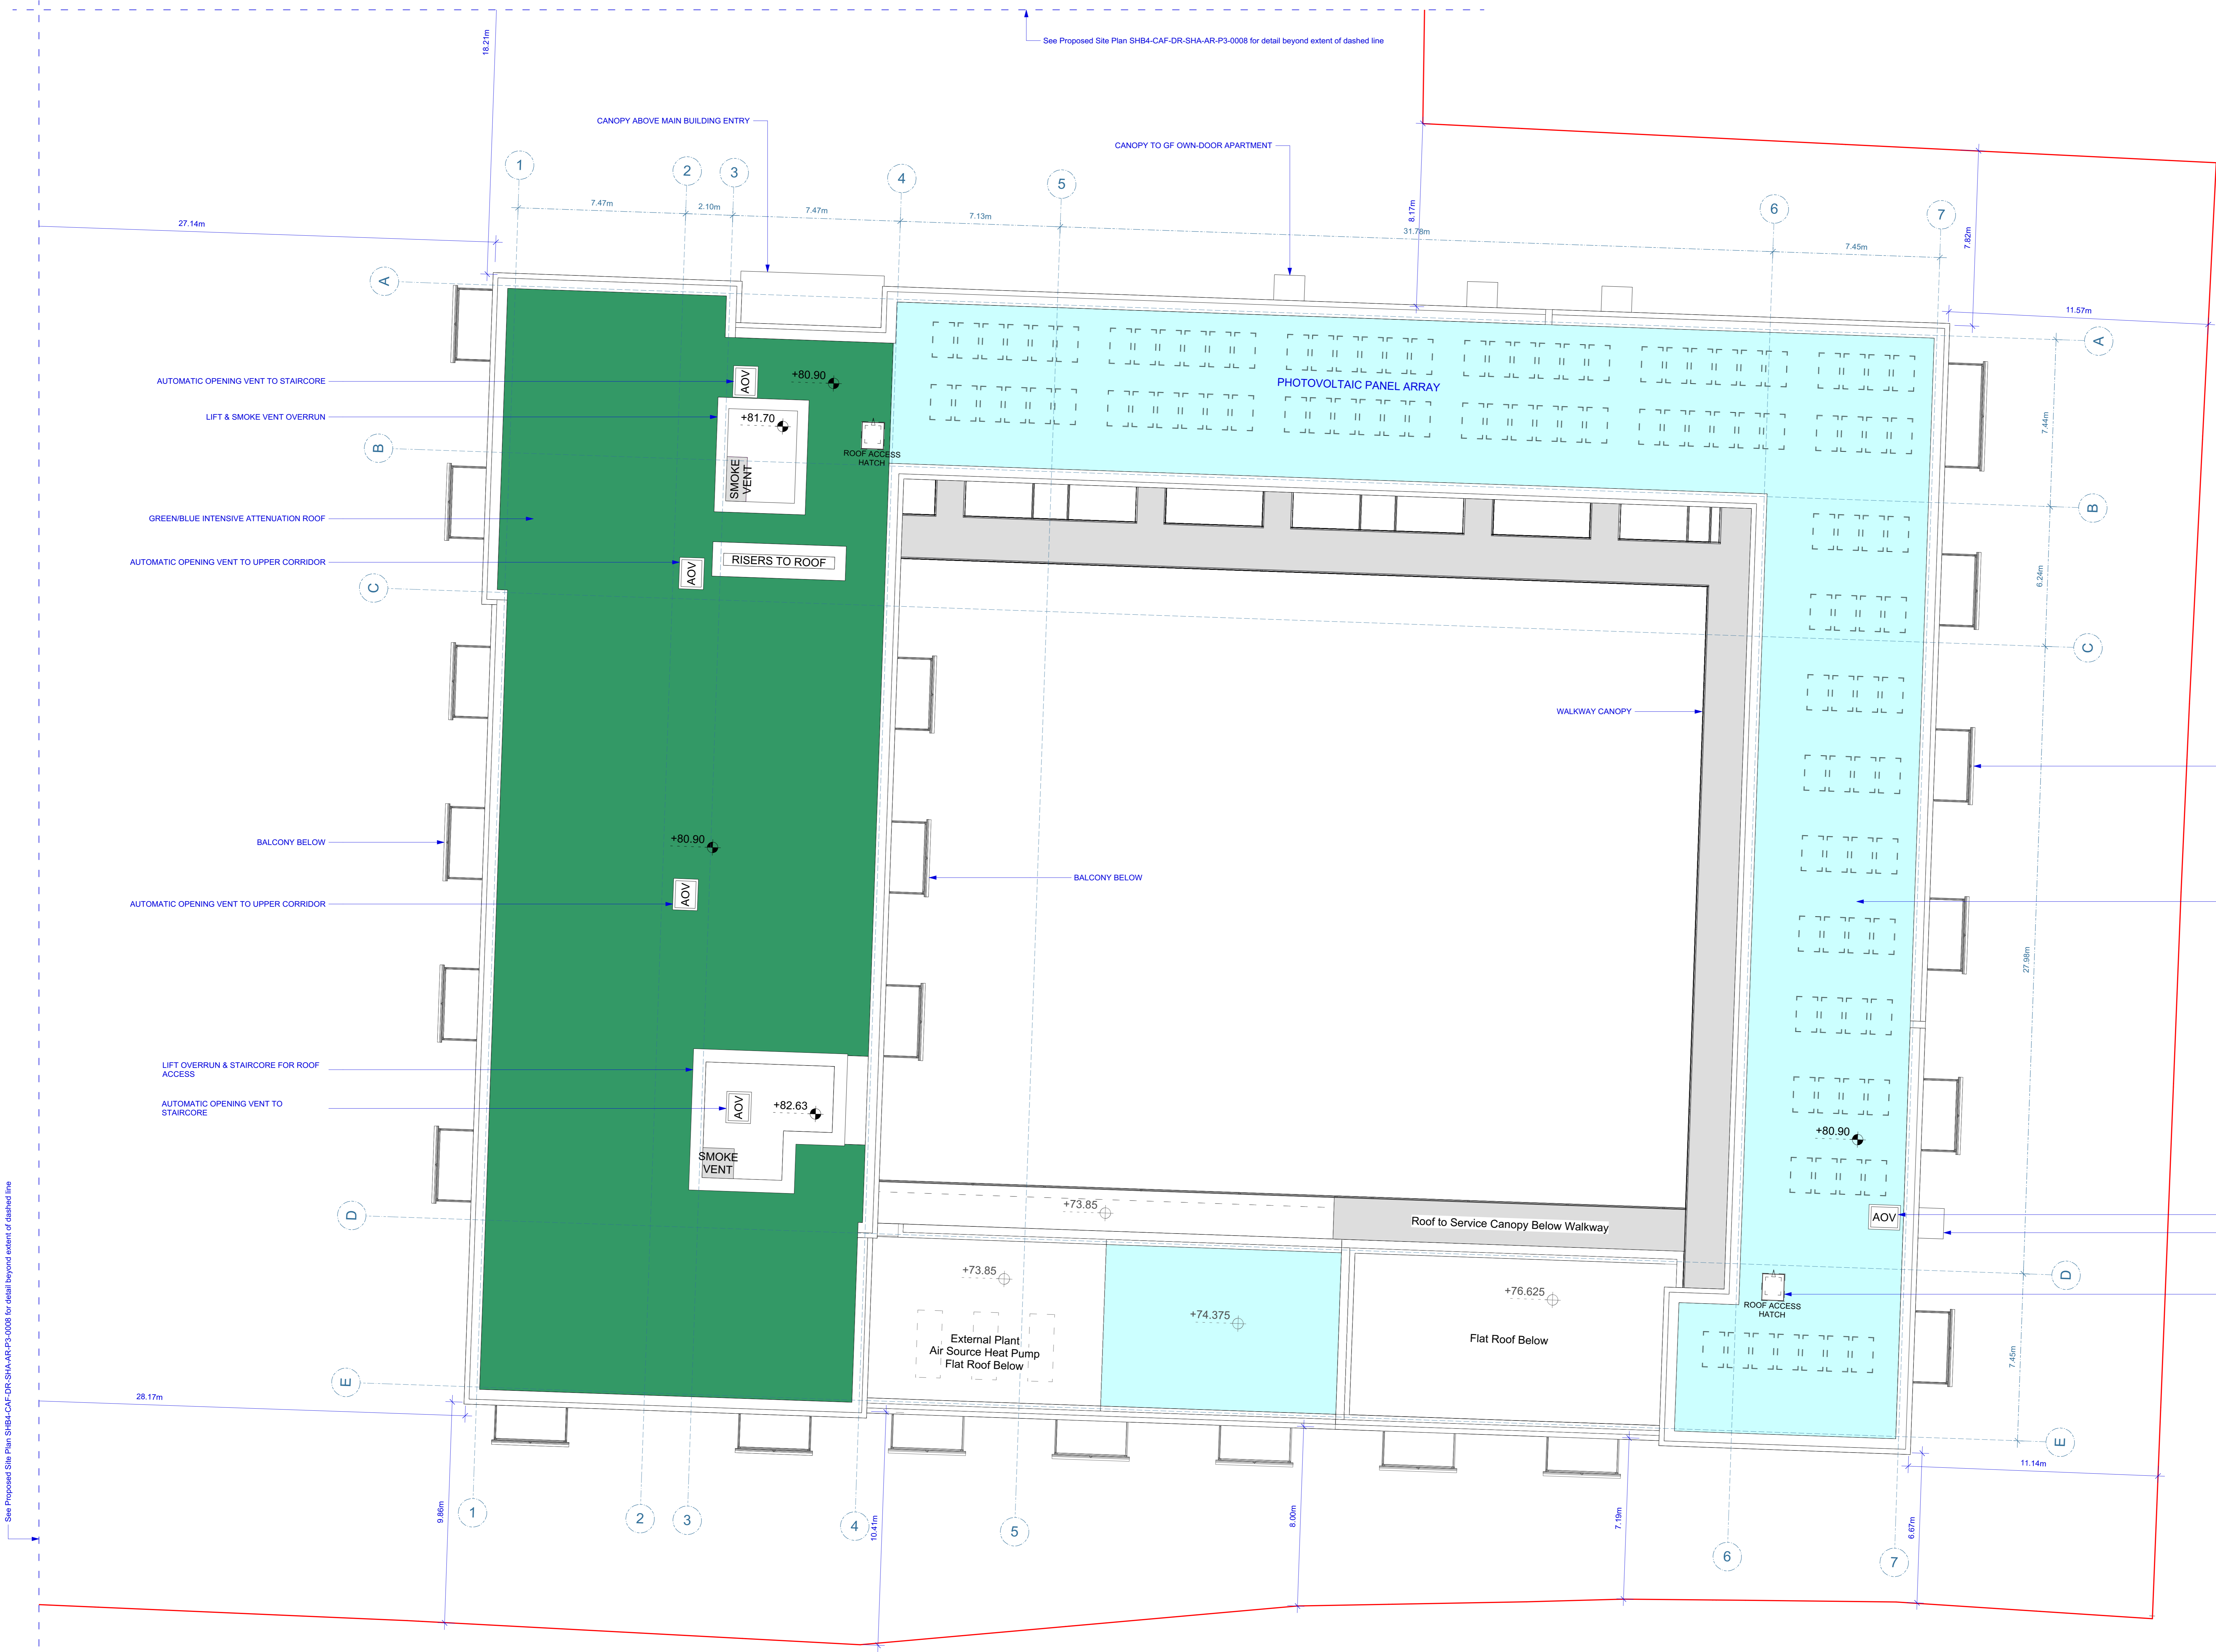 See Proposed Site Plan SHB4-CAF-DR-SHA-AR-P3-0008 for detail beyond extent of dashed line
18.21m
CANOPY ABOVE MAIN BUILDING ENTRY
CANOPY TO GF OWN-DOOR APARTMENT
1
2
3
4
5
6
7
27.14m
7.47m
2.10m
7.47m
7.13m
31.78m
7.45m
8.17m
7.82m
11.57m
A
A
AUTOMATIC OPENING VENT TO STAIRCORE
AOV
+80.90
PHOTOVOLTAIC PANEL ARRAY
LIFT & SMOKE VENT OVERRUN
+81.70
7.44m
B
ROOF ACCESS
HATCH
SMOKE
VENT
B
GREEN/BLUE INTENSIVE ATTENUATION ROOF
AUTOMATIC OPENING VENT TO UPPER CORRIDOR
AOV
RISERS TO ROOF
6.24m
C
C
WALKWAY CANOPY
+80.90
BALCONY BELOW
BALCONY BELOW
AUTOMATIC OPENING VENT TO UPPER CORRIDOR
AOV
27.98m
LIFT OVERRUN & STAIRCORE FOR ROOF
ACCESS
AUTOMATIC OPENING VENT TO
STAIRCORE
AOV
+82.63
+80.90
SMOKE
VENT
+73.85
Roof to Service Canopy Below Walkway
AOV
D
D
+73.85
+74.375
+76.625
ROOF ACCESS
HATCH
External Plant
Air Source Heat Pump
Flat Roof Below
Flat Roof Below
7.45m
E
E
28.17m
11.14m
9.86m
10.41m
8.00m
7.19m
6.67m
1
2
3
4
5
6
7
See Proposed Site Plan SHB4-CAF-DR-SHA-AR-P3-0008 for detail beyond extent of dashed line